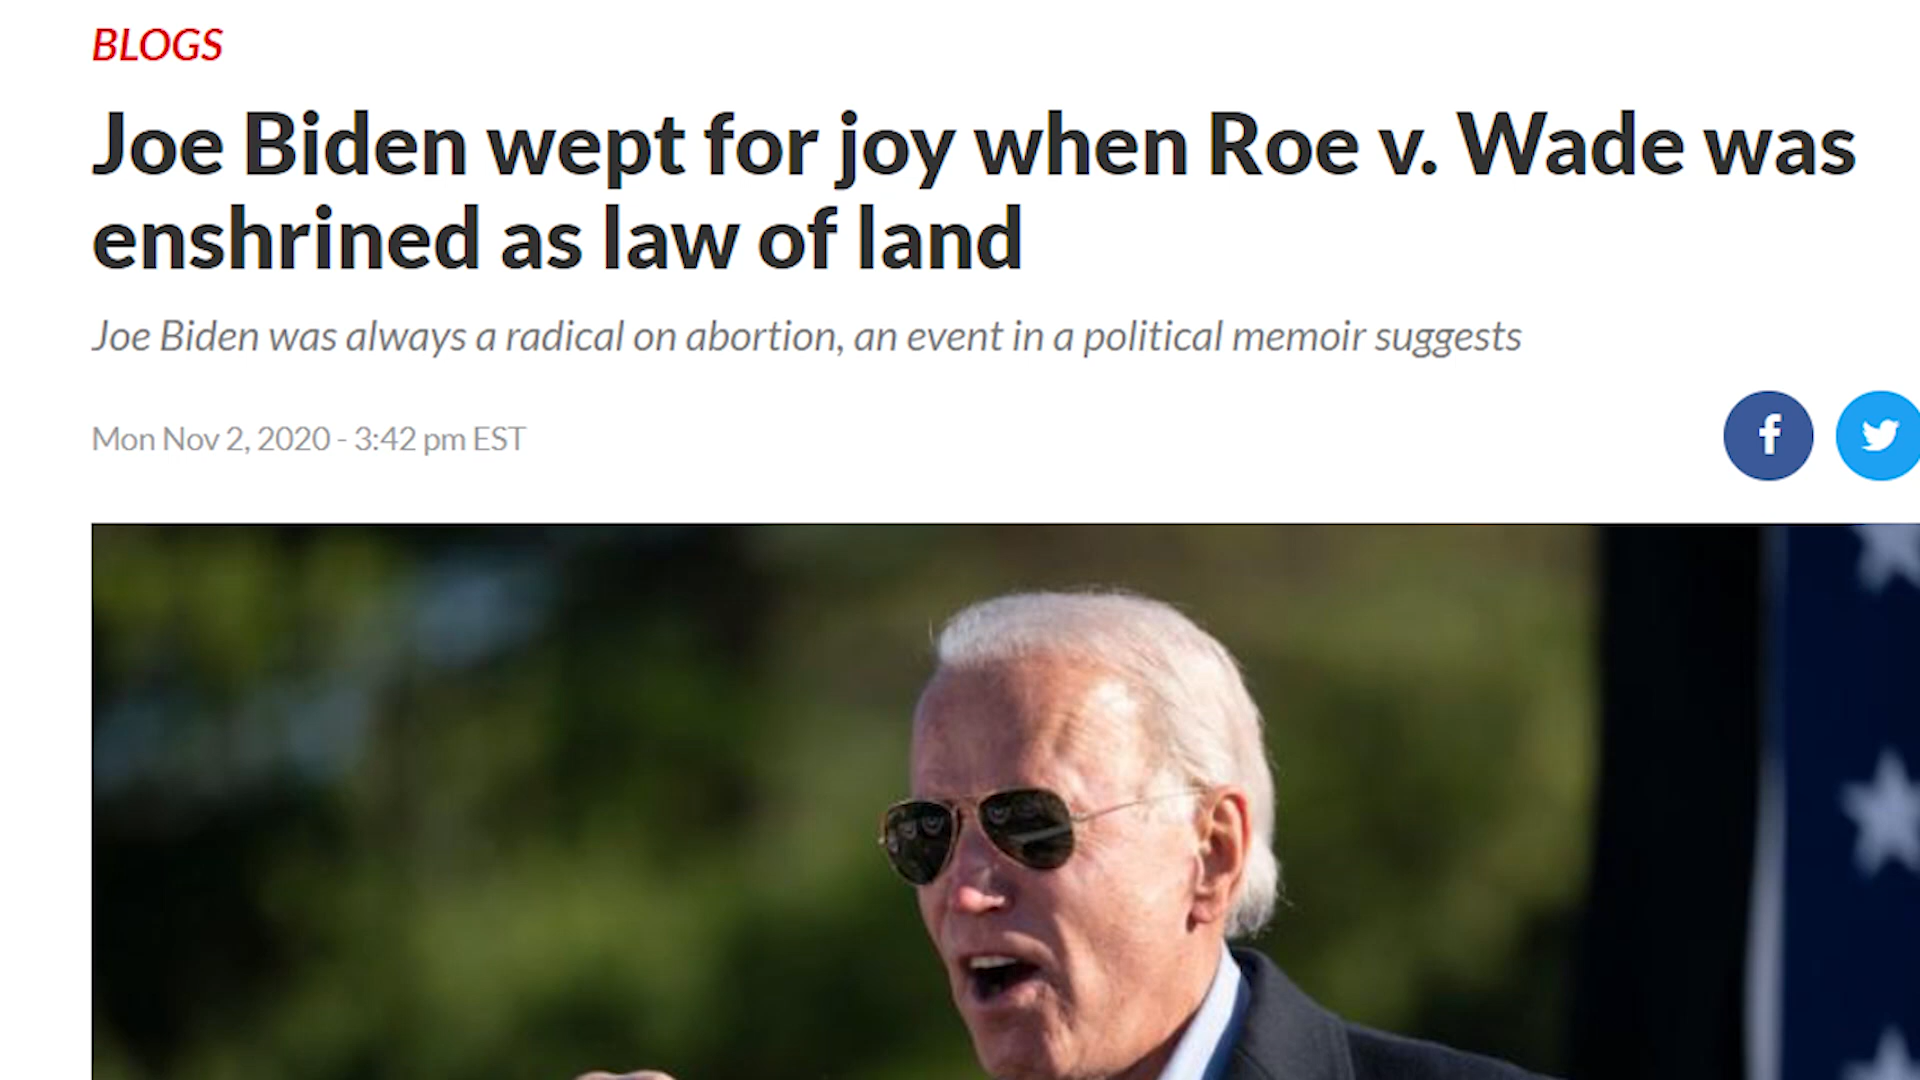 BLOGS
Joe Biden wept for joy when Roe v. Wade was
enshrined as law of land
Joe Biden was always a radical on abortion, an event in a political memoir suggests
Mon Nov 2, 2020 - 3:42 pm EST